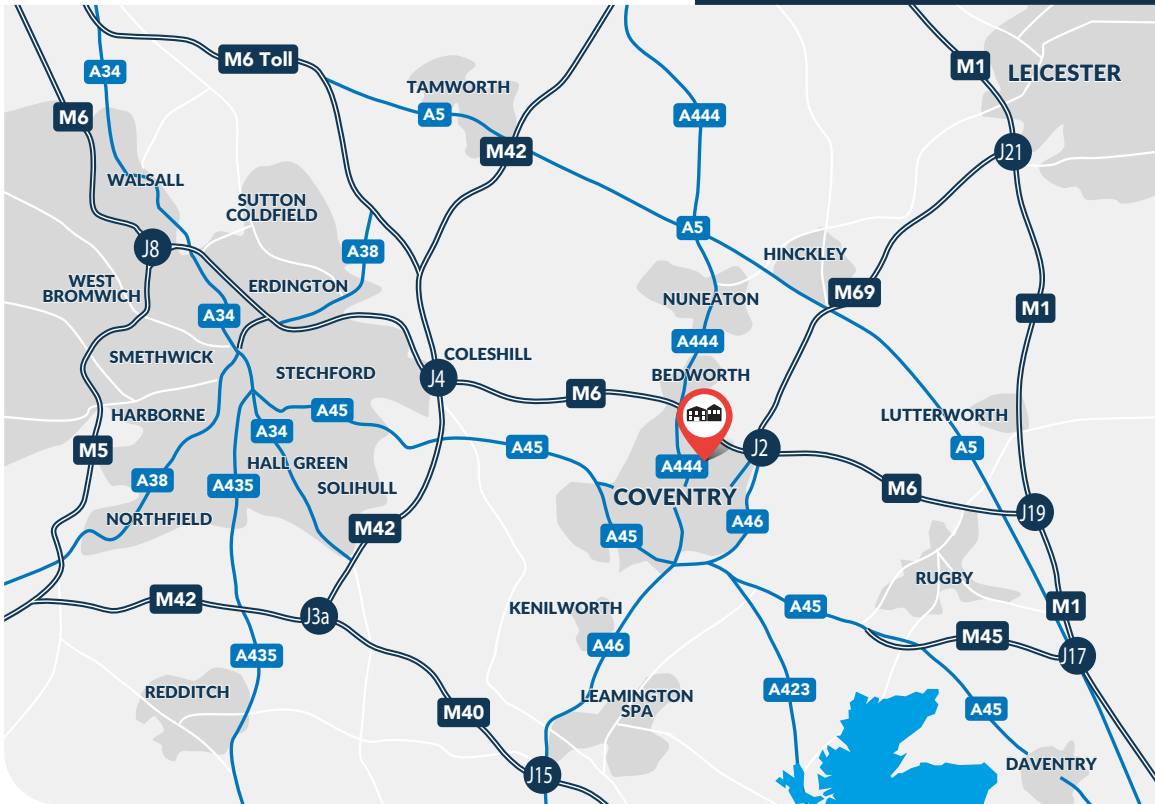 M6 Toll
M1
LEICESTER
A34
TAMWORTH
M6
A5
A444
M42
J21
WALSALL
SUTTON
COLDFIELD
A5
J8
A38
HINCKLEY
WEST
BROMWICH
ERDINGTON
M69
NUNEATON
M1
A34
A444
SMETHWICK
COLESHILL
STECHFORD
J4
BEDWORTH
M6
A45
HARBORNE
LUTTERWORTH
A34
M5
A45
J2
A5
HALL GREEN
A444
A38
A435
SOLIHULL
M6
COVENTRY
NORTHFIELD
M42
A46
J19
A45
RUGBY
M42
KENILWORTH
A45
M1
J3a
M45
A46
A435
J17
REDDITCH
A423
LEAMINGTON
SPA
M40
A45
DAVENTRY
J15